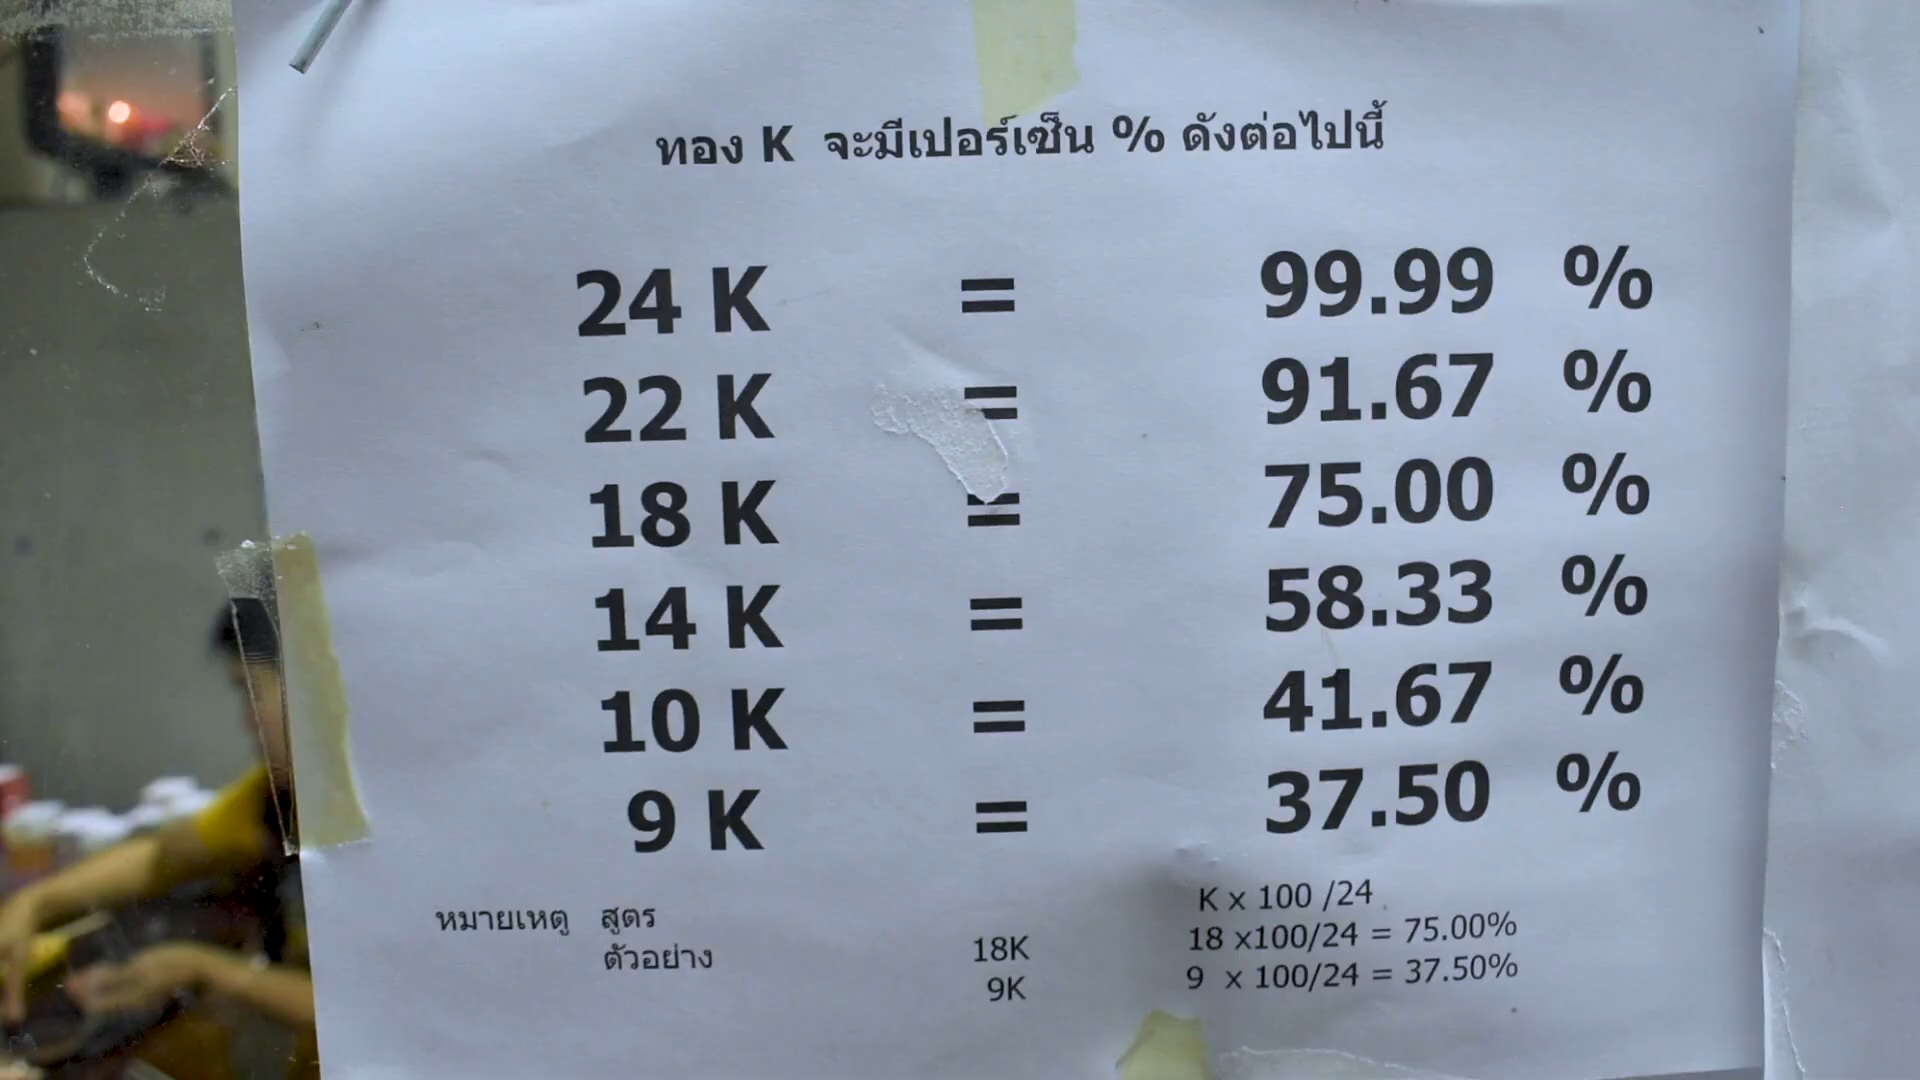 ทอง K จะมีเปอร์เซ็น % ดังต่อไปนี้
24 K = 99.99 %
22 K = 91.67 %
18 K = 75.00 %
14 K = 58.33 %
10 K = 41.67 %
9 K = 37.50 %
หมายเหตุ สูตร K x 100 /24
ตัวอย่าง 18K 18 x100/24 = 75.00%
9K 9 x 100/24 = 37.50%